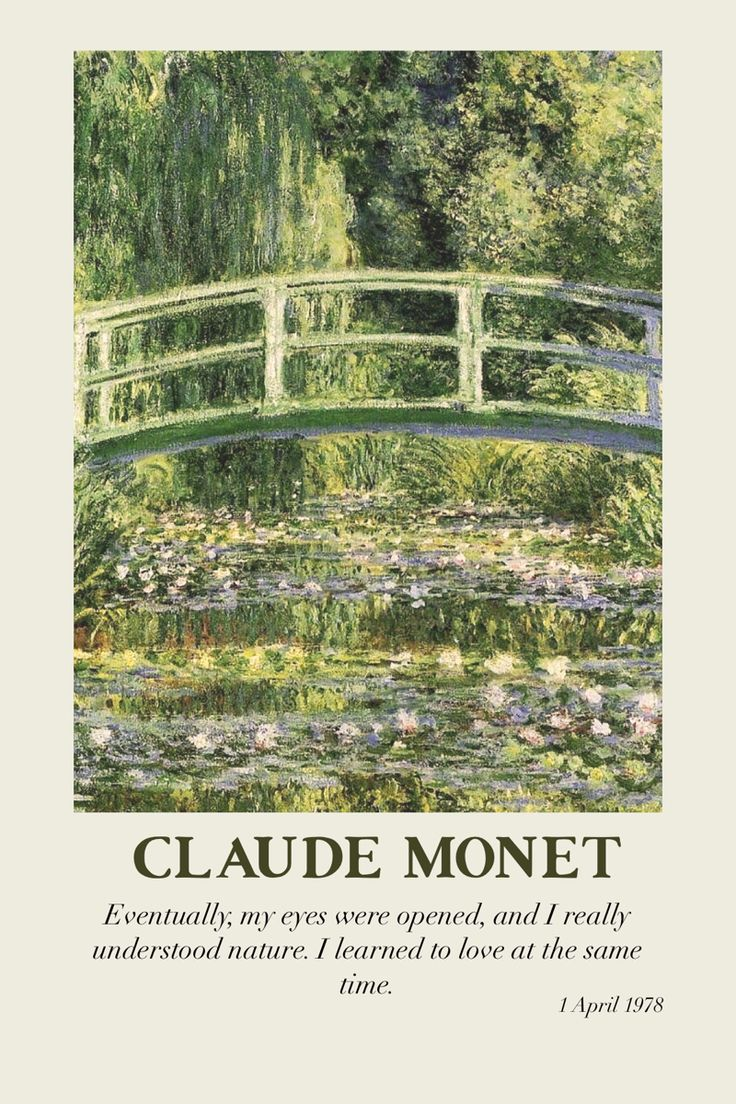 CLAUDE MONET
Eventually, my eyes were opened, and I really
understood nature. I learned to love at the same
time.
1 April 1978